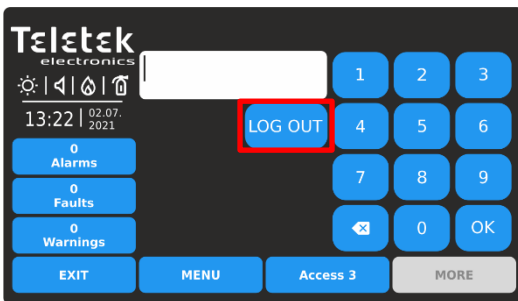 Teletek
electronics
13:22 | 02.07.
2021
0
Alarms
0
Faults
0
Warnings
LOG OUT
1 2 3
4 5 6
7 8 9
0 OK
EXIT MENU Access 3 MORE